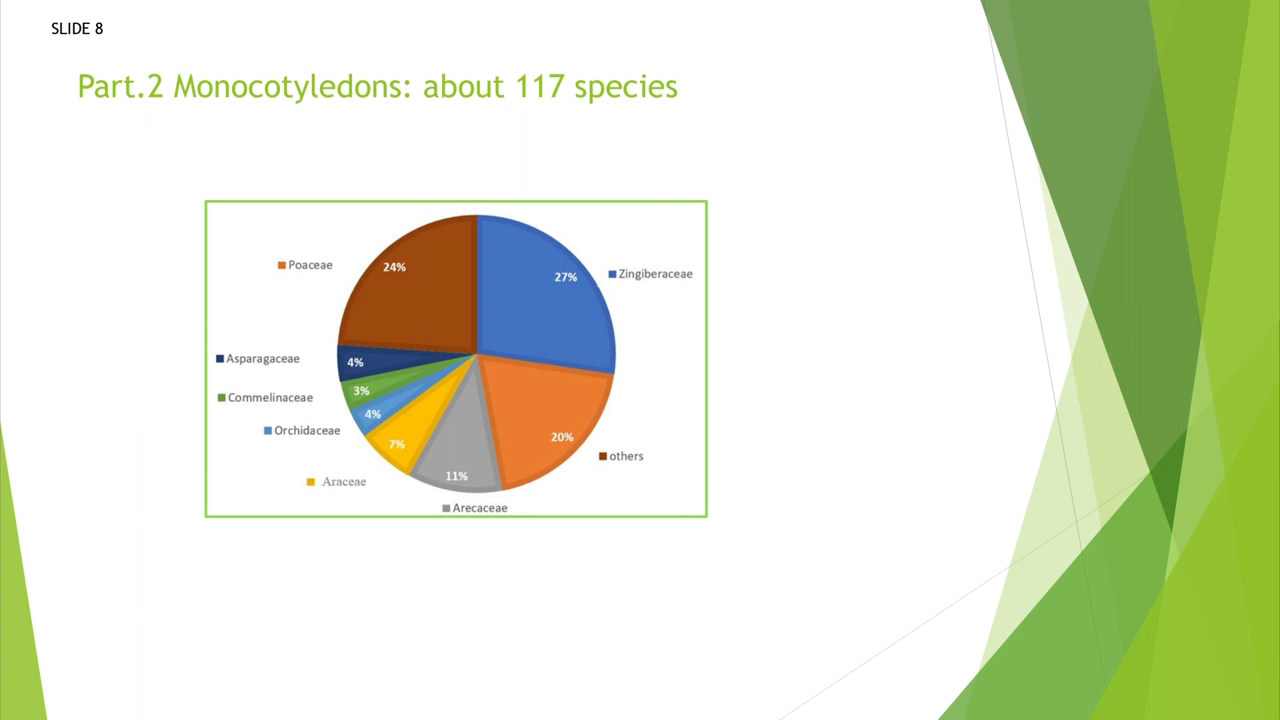 SLIDE 8
Part.2 Monocotyledons: about 117 species
Poaceae
24%
27%
Zingiberaceae
Asparagaceae
4%
3%
Commelinaceae
4%
Orchidaceae
7%
20%
others
11%
Araceae
Arecaceae